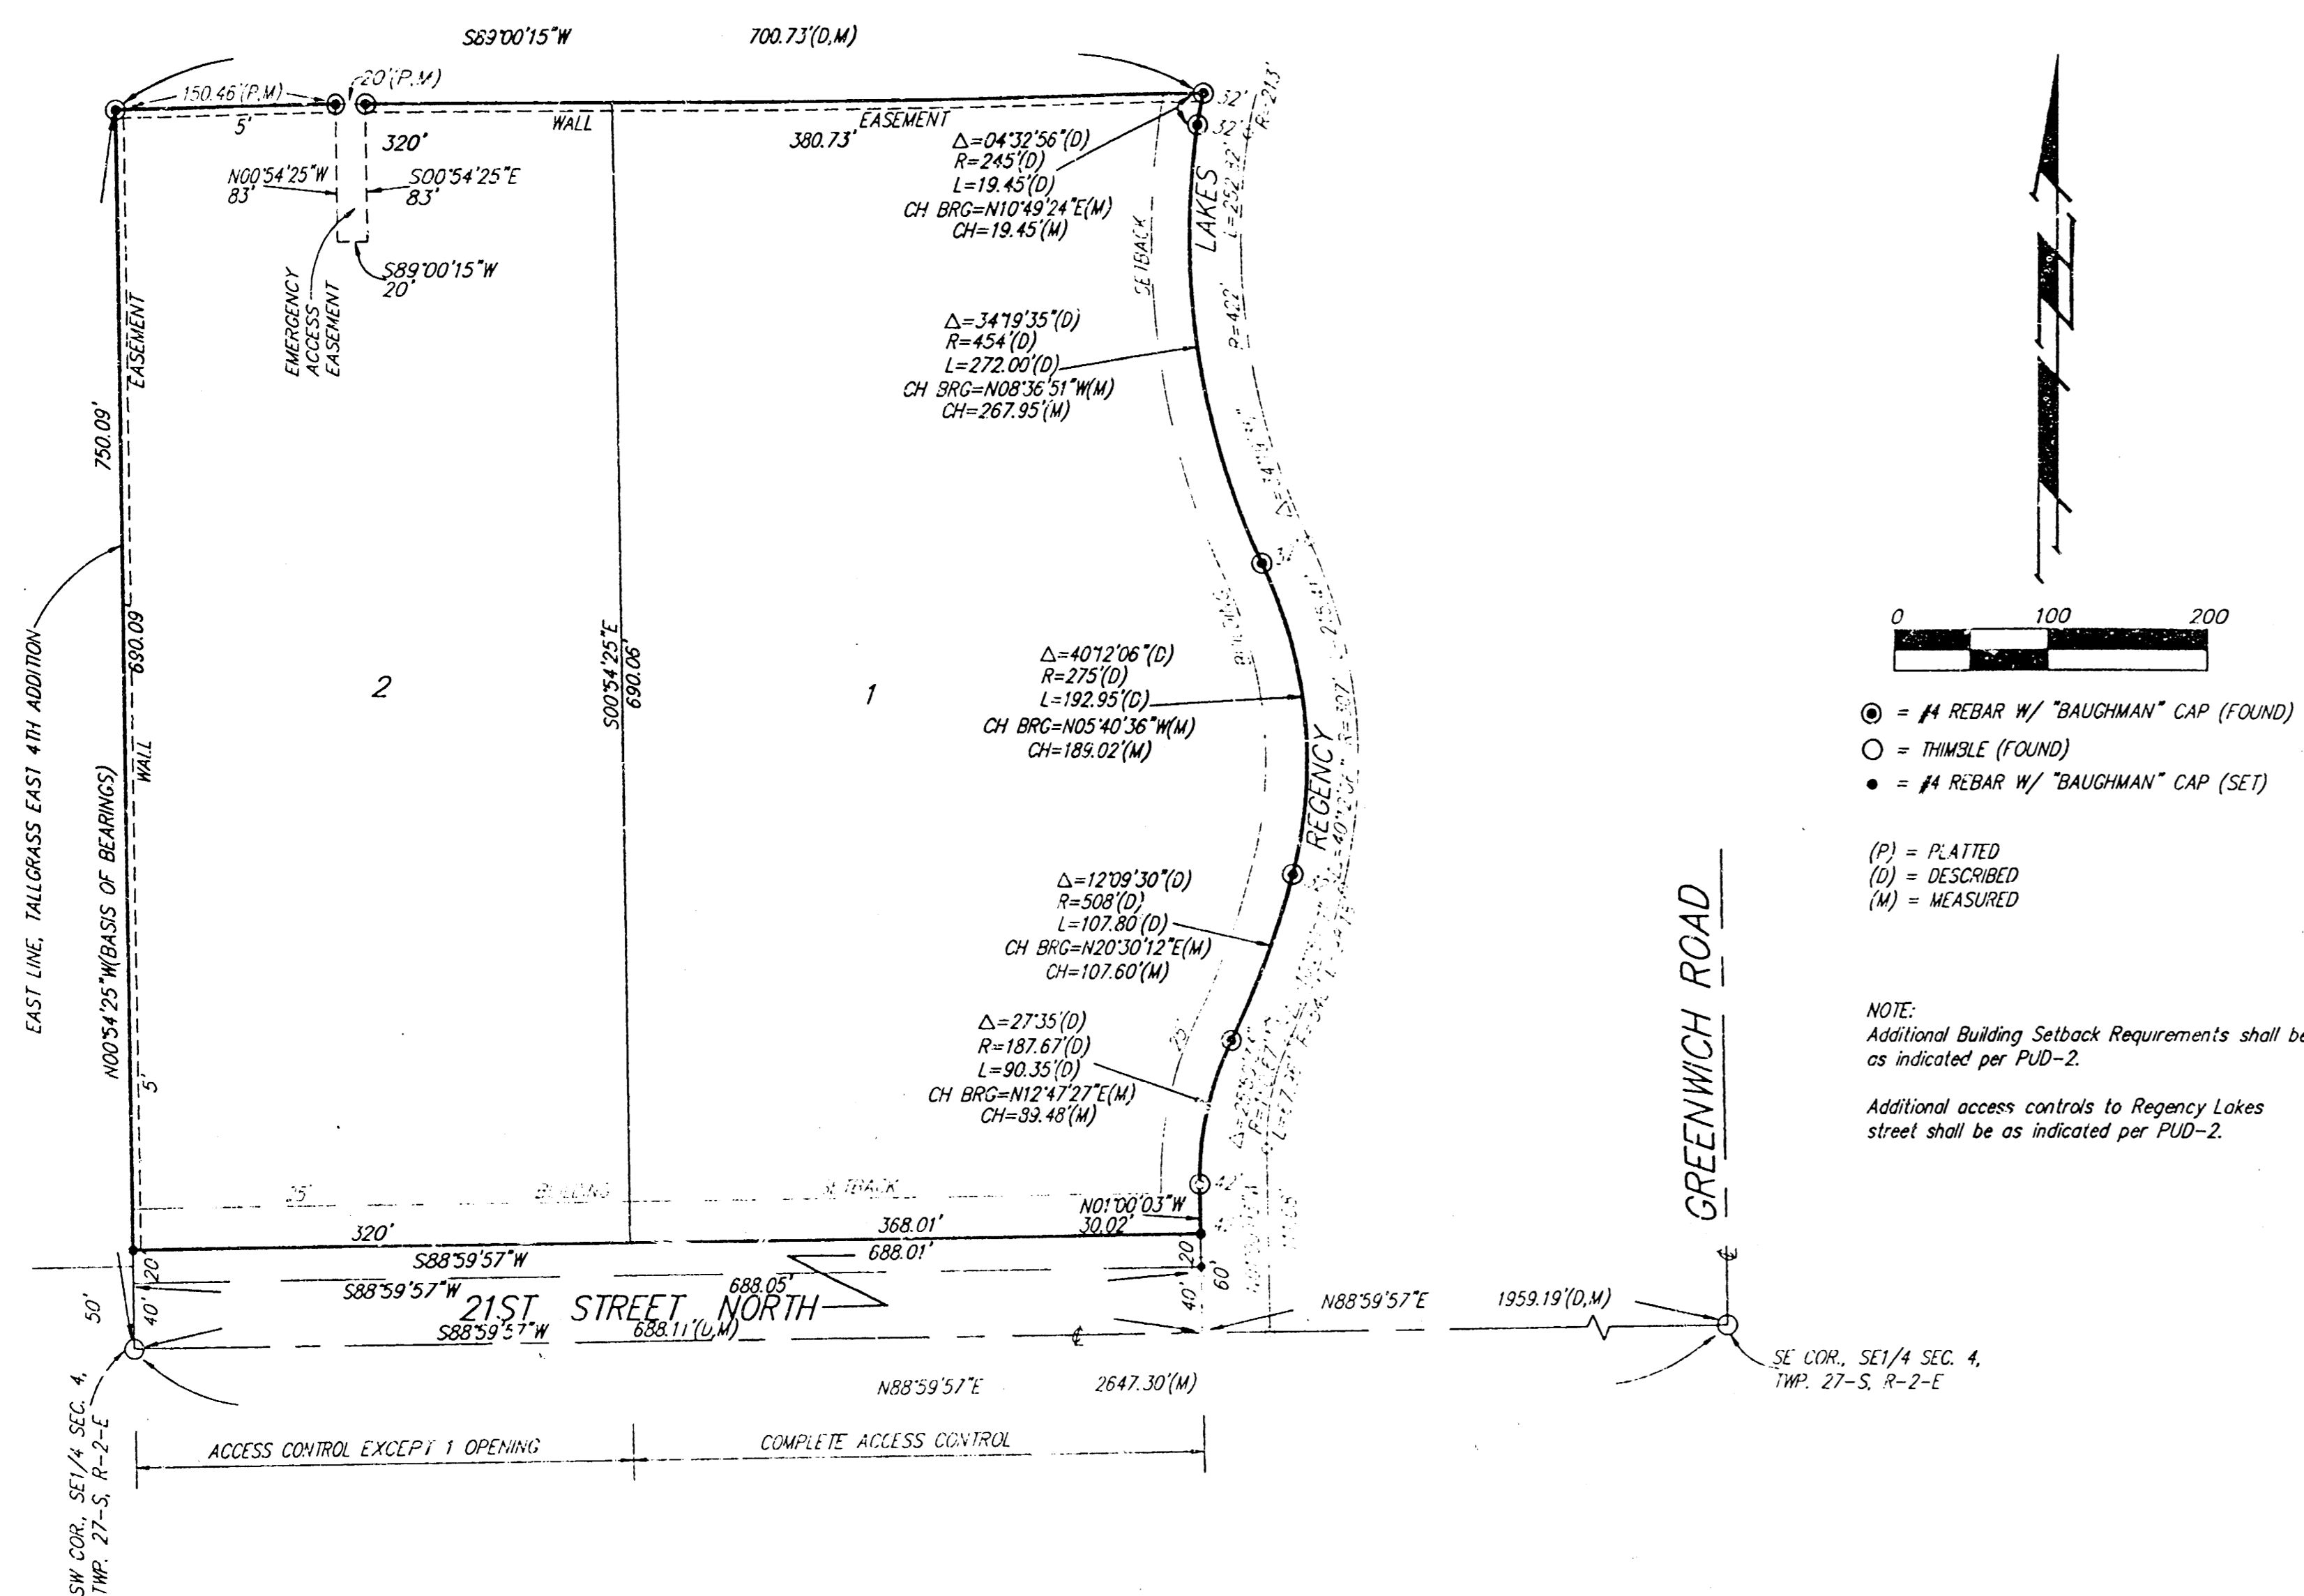 S89°00'15"W 700.73'(D,M)
150.46'(P,M)
20'(P,M)
5'
320'
WALL
EASEMENT
380.73'
32'
32'
R=213'
N00°54'25"W
83'
S00°54'25"E
83'
S89°00'15"W
20'
EMERGENCY
ACCESS
EASEMENT
Δ=04°32'56"(D)
R=245'(D)
L=19.45'(D)
CH BRG=N10°49'24"E(M)
CH=19.45'(M)
LAKES
SETBACK
R=422'
Δ=34°19'35"(D)
R=454'(D)
L=272.00'(D)
CH BRG=N08°36'51"W(M)
CH=267.95'(M)
EASEMENT
750.09'
690.09'
WALL
5'
N00°54'25"W(BASIS OF BEARINGS)
EAST LINE, TALLGRASS EAST 4TH ADDITION
2
S00°54'25"E
690.06'
1
BUILDING
Δ=40°12'06"(D)
R=275'(D)
L=192.95'(D)
CH BRG=N05°40'36"W(M)
CH=189.02'(M)
REGENCY
R=307'
Δ=12°09'30"(D)
R=508'(D)
L=107.80'(D)
CH BRG=N20°30'12"E(M)
CH=107.60'(M)
25'
Δ=27°35'(D)
R=187.67'(D)
L=90.35'(D)
CH BRG=N12°47'27"E(M)
CH=89.48'(M)
25'
BUILDING
SETBACK
42'
N01°00'03"W
30.02'
320'
368.01'
S88°59'57"W
688.01'
20'
20'
S88°59'57"W
688.05'
21ST STREET NORTH
50'
40'
40'
60'
S88°59'57"W
688.11'(D,M)
N88°59'57"E
1959.19'(D,M)
N88°59'57"E
2647.30'(M)
SE COR., SE1/4 SEC. 4,
TWP. 27-S, R-2-E
ACCESS CONTROL EXCEPT 1 OPENING
COMPLETE ACCESS CONTROL
SW COR., SE1/4 SEC. 4,
TWP. 27-S, R-2-E
GREENWICH ROAD
0 100 200
= #4 REBAR W/ "BAUGHMAN" CAP (FOUND)
= THIMBLE (FOUND)
= #4 REBAR W/ "BAUGHMAN" CAP (SET)
(P) = PLATTED
(D) = DESCRIBED
(M) = MEASURED
NOTE:
Additional Building Setback Requirements shall be
as indicated per PUD-2.
Additional access controls to Regency Lakes
street shall be as indicated per PUD-2.